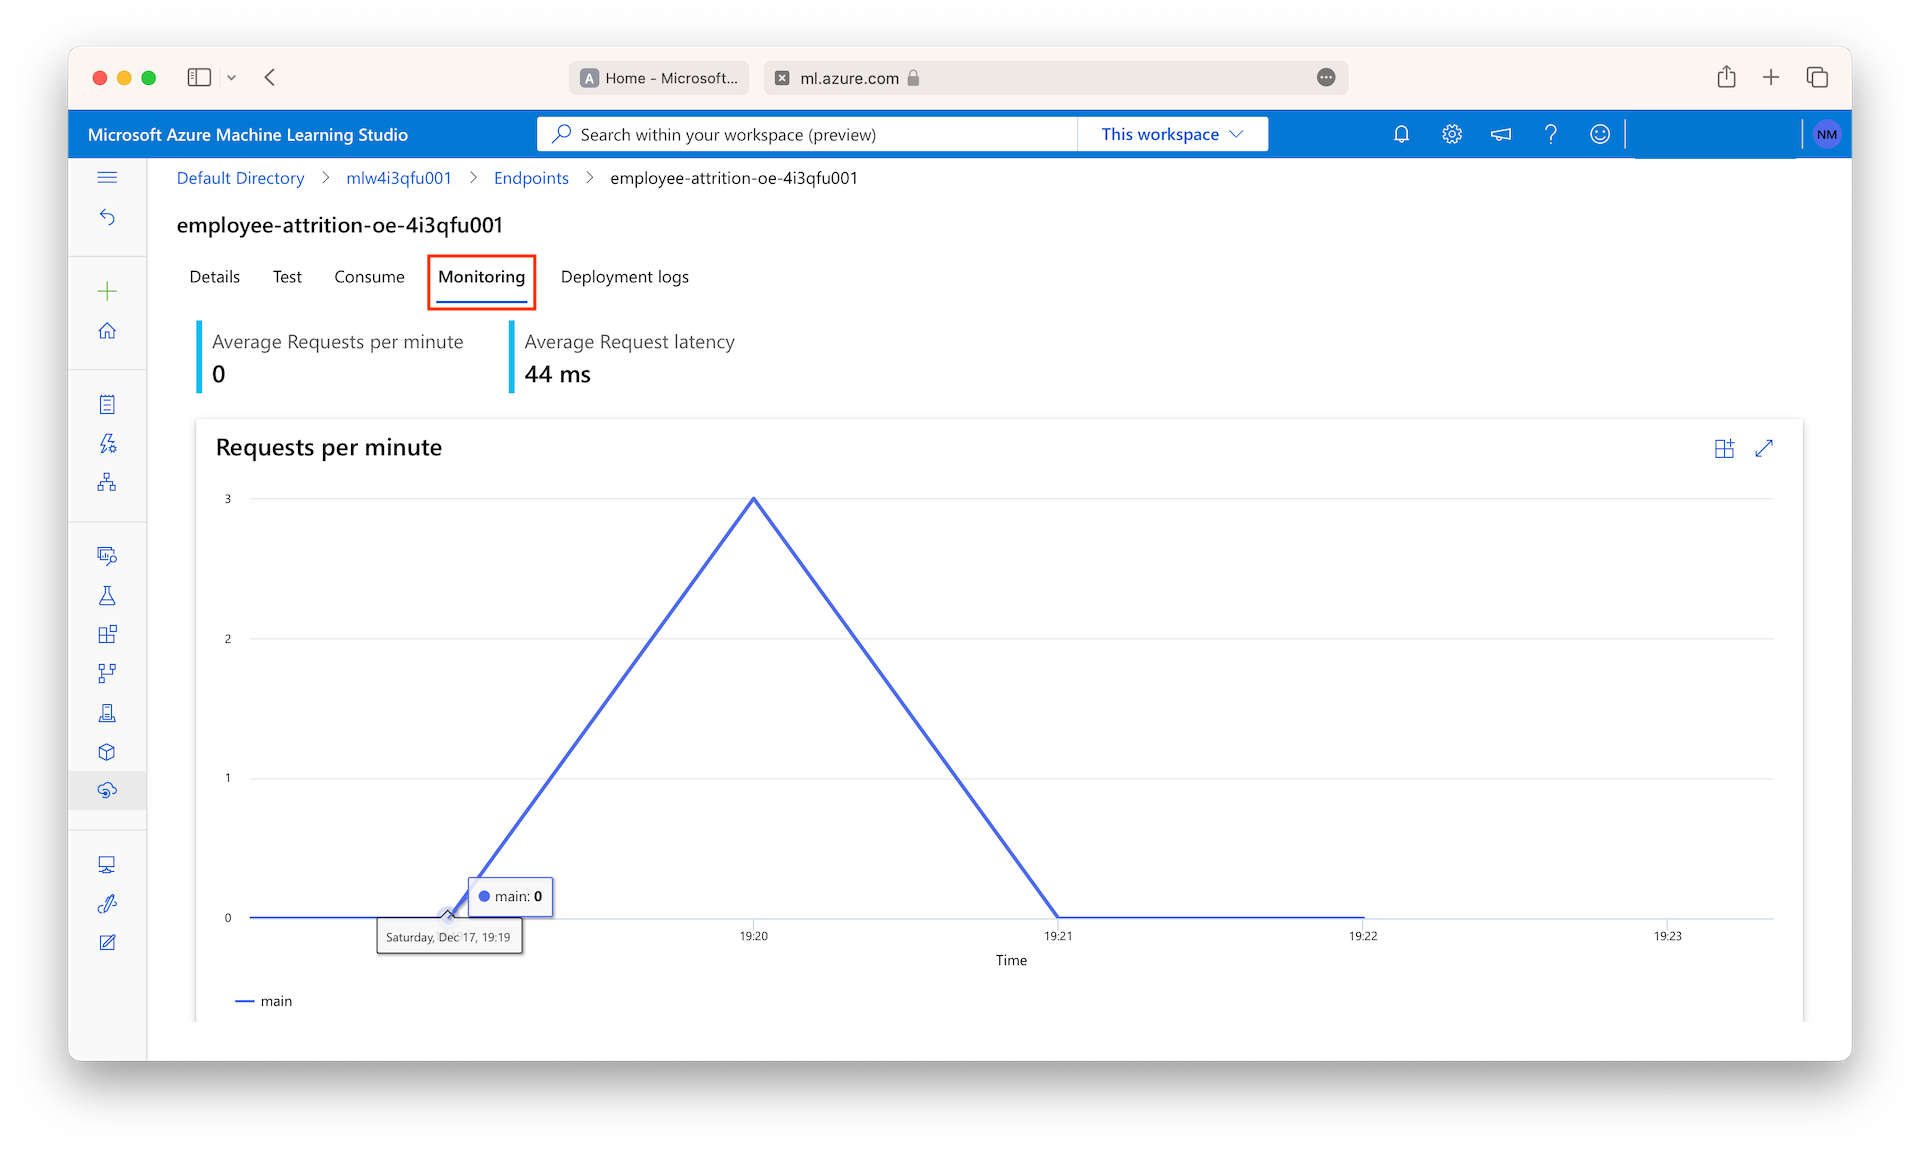 A Home - Microsoft... ml.azure.com
Microsoft Azure Machine Learning Studio Search within your workspace (preview) This workspace NM
Default Directory > mlw4i3qfu001 > Endpoints > employee-attrition-oe-4i3qfu001
employee-attrition-oe-4i3qfu001
Details Test Consume Monitoring Deployment logs
Average Requests per minute Average Request latency
0 44 ms
Requests per minute
3
2
1
main: 0
0
Saturday, Dec 17, 19:19 19:20 19:21 19:22 19:23
Time
main